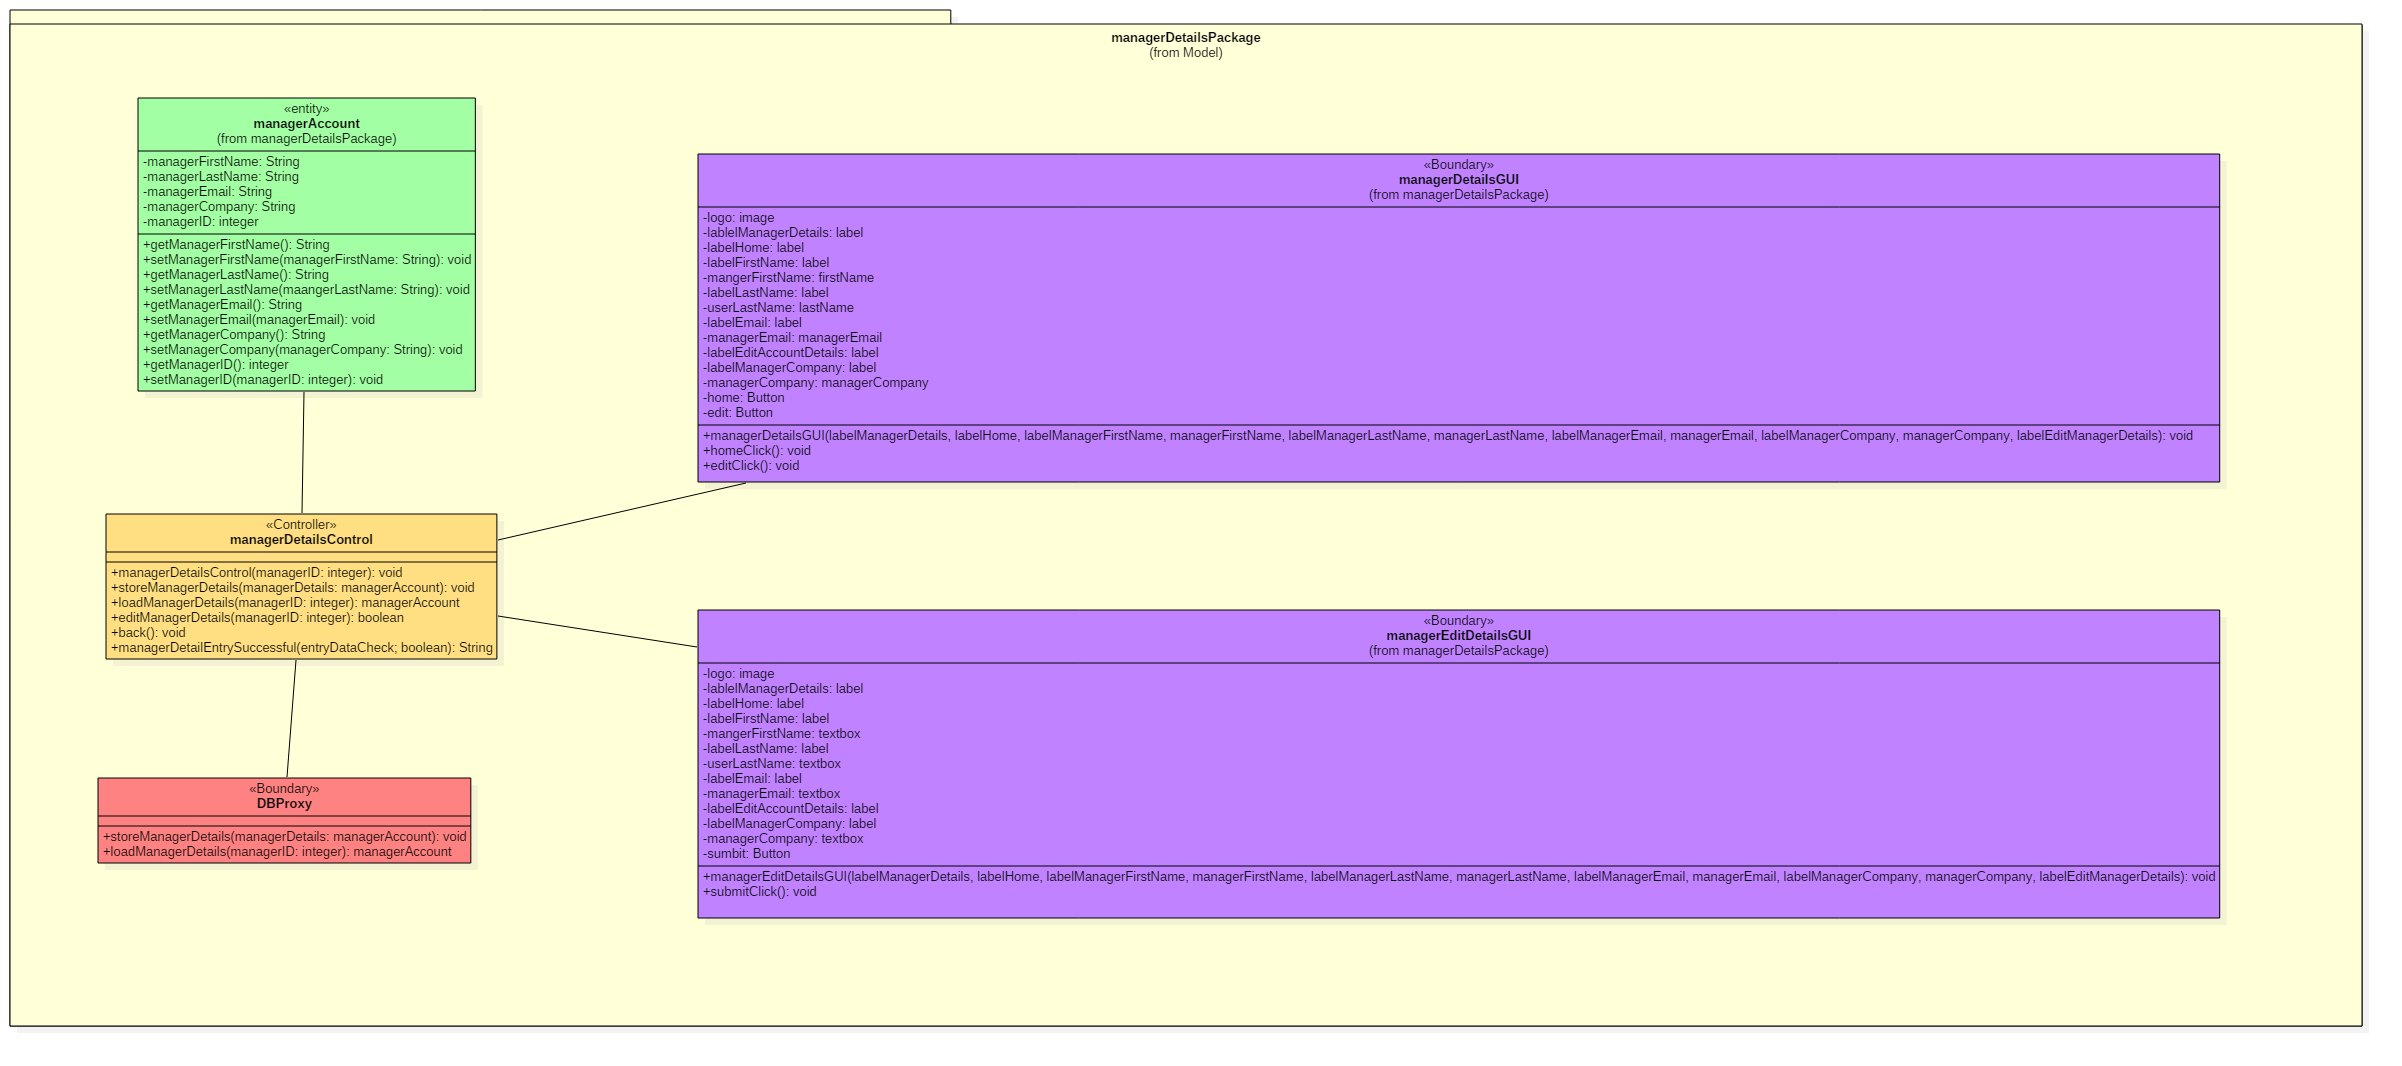 managerDetailsPackage
(from Model)
«entity»
managerAccount
(from managerDetailsPackage)
-managerFirstName: String
-managerLastName: String
-managerEmail: String
-managerCompany: String
-managerID: integer
+getManagerFirstName(): String
+setManagerFirstName(managerFirstName: String): void
+getManagerLastName(): String
+setManagerLastName(maangerLastName: String): void
+getManagerEmail(): String
+setManagerEmail(managerEmail): void
+getManagerCompany(): String
+setManagerCompany(managerCompany: String): void
+getManagerID(): integer
+setManagerID(managerID: integer): void
«Boundary»
managerDetailsGUI
(from managerDetailsPackage)
-logo: image
-lablelManagerDetails: label
-labelHome: label
-labelFirstName: label
-mangerFirstName: firstName
-labelLastName: label
-userLastName: lastName
-labelEmail: label
-managerEmail: managerEmail
-labelEditAccountDetails: label
-labelManagerCompany: label
-managerCompany: managerCompany
-home: Button
-edit: Button
+managerDetailsGUI(labelManagerDetails, labelHome, labelManagerFirstName, managerFirstName, labelManagerLastName, managerLastName, labelManagerEmail, managerEmail, labelManagerCompany, managerCompany, labelEditManagerDetails): void
+homeClick(): void
+editClick(): void
«Controller»
managerDetailsControl
+managerDetailsControl(managerID: integer): void
+storeManagerDetails(managerDetails: managerAccount): void
+loadManagerDetails(managerID: integer): managerAccount
+editManagerDetails(managerID: integer): boolean
+back(): void
+managerDetailEntrySuccessful(entryDataCheck; boolean): String
«Boundary»
managerEditDetailsGUI
(from managerDetailsPackage)
-logo: image
-lablelManagerDetails: label
-labelHome: label
-labelFirstName: label
-mangerFirstName: textbox
-labelLastName: label
-userLastName: textbox
-labelEmail: label
-managerEmail: textbox
-labelEditAccountDetails: label
-labelManagerCompany: label
-managerCompany: textbox
-sumbit: Button
+managerEditDetailsGUI(labelManagerDetails, labelHome, labelManagerFirstName, managerFirstName, labelManagerLastName, managerLastName, labelManagerEmail, managerEmail, labelManagerCompany, managerCompany, labelEditManagerDetails): void
+submitClick(): void
«Boundary»
DBProxy
+storeManagerDetails(managerDetails: managerAccount): void
+loadManagerDetails(managerID: integer): managerAccount